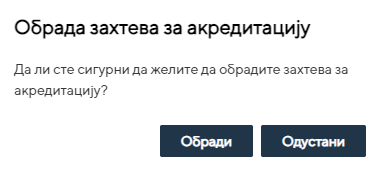 Обрада захтева за акредитацију
Да ли сте сигурни да желите да обрадите захтева за
акредитацију?
Обради
Одустани